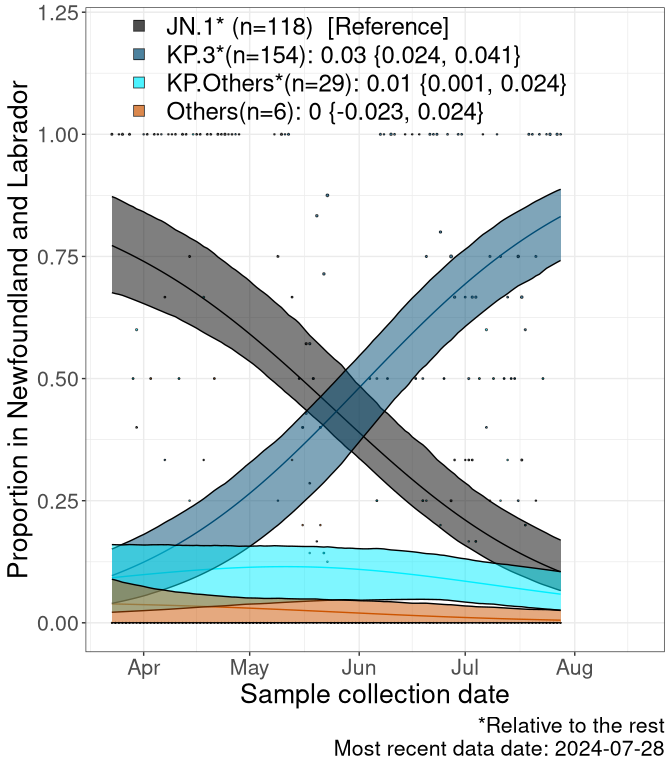 JN.1* (n=118) [Reference]
KP.3*(n=154): 0.03 {0.024, 0.041}
KP.Others*(n=29): 0.01 {0.001, 0.024}
Others(n=6): 0 {-0.023, 0.024}
Proportion in Newfoundland and Labrador
1.25
1.00
0.75
0.50
0.25
0.00
Apr May Jun Jul Aug
Sample collection date
*Relative to the rest
Most recent data date: 2024-07-28